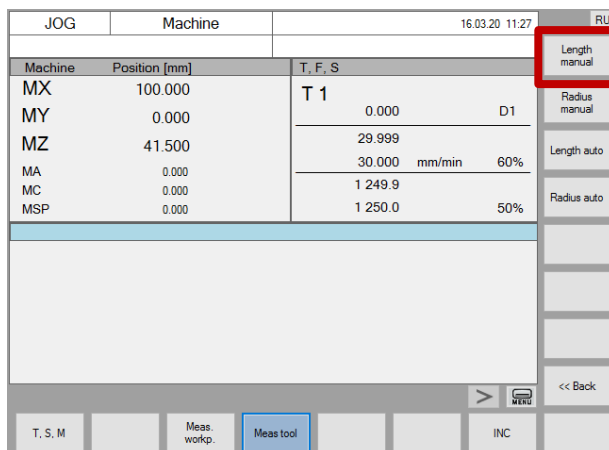 JOG Machine 16.03.20 11:27 RU
Length
manual
Machine Position [mm] T, F, S
MX 100.000 T 1
Radius
manual
MY 0.000 0.000 D1
MZ 41.500 29.999
Length auto
30.000 mm/min 60%
MA 0.000
MC 0.000 1 249.9
Radius auto
MSP 0.000 1 250.0 50%
<< Back
> MENU
T, S, M Meas.
workp. Meas tool INC